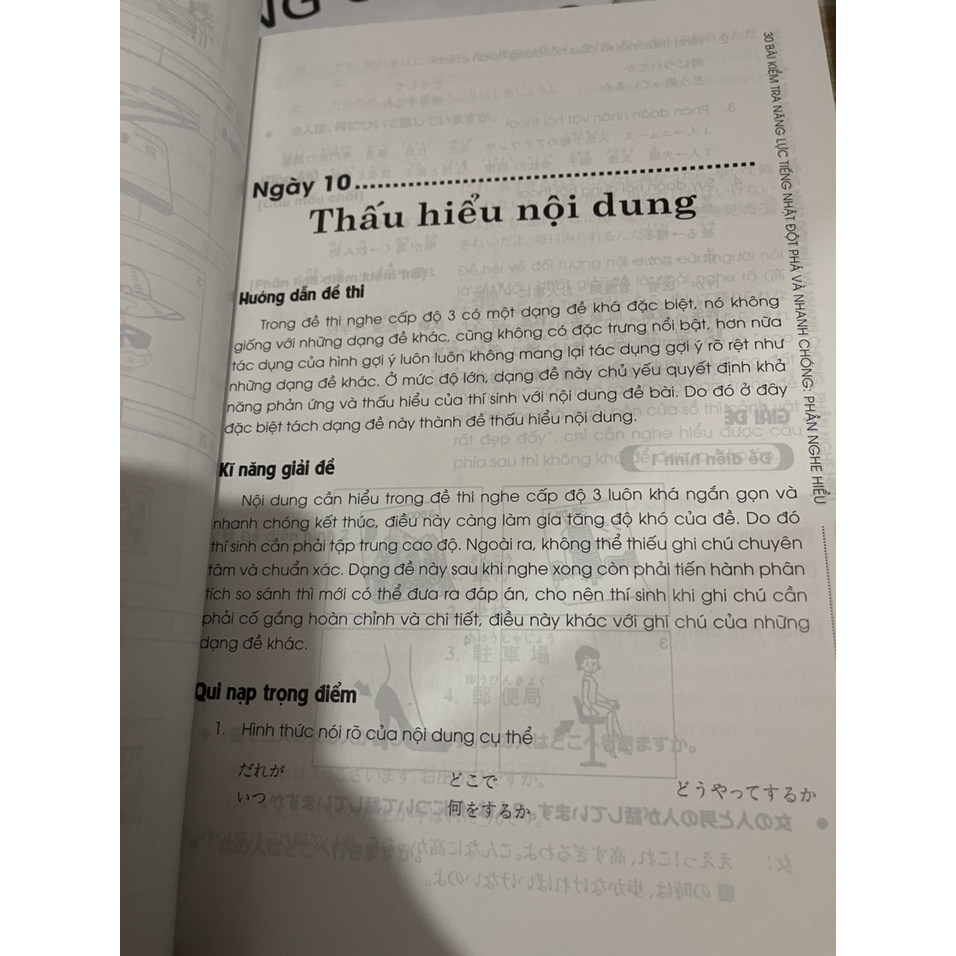 NG
30 BÀI KIỂM TRA NĂNG LỰC TIẾNG NHẬT ĐỘT PHÁ VÀ NHANH CHÓNG: PHẦN NGHE HIỂU
Ngày 10
Thấu hiểu nội dung
Hướng dẫn đề thi
Trong đề thi nghe cấp độ 3 có một dạng đề khá đặc biệt, nó không
giống với những dạng đề khác, cũng không có đặc trưng nổi bật, hơn nữa
tác dụng của hình gợi ý luôn luôn không mang lại tác dụng gợi ý rõ rệt như
những dạng đề khác. Ở mức độ lớn, dạng đề này chủ yếu quyết định khả
năng phản ứng và thấu hiểu của thí sinh với nội dung đề bài. Do đó ở đây
đặc biệt tách dạng đề này thành đề thấu hiểu nội dung.
Kĩ năng giải đề
Nội dung cần hiểu trong đề thi nghe cấp độ 3 luôn khá ngắn gọn và
nhanh chóng kết thúc, điều này càng làm gía tăng độ khó của đề. Do đó
thí sinh cần phải tập trung cao độ. Ngoài ra, không thể thiếu ghi chú chuyên
tâm và chuẩn xác. Dạng đề này sau khi nghe xong còn phải tiến hành phân
tích so sánh thì mới có thể đưa ra đáp án, cho nên thí sinh khi ghi chú cần
phải cố gắng hoàn chỉnh và chi tiết, điều này khác với ghi chú của những
dạng đề khác.
Qui nạp trọng điểm
1. Hình thức nói rõ của nội dung cụ thể
だれが どこで どうやってするか
いつ 何をするか